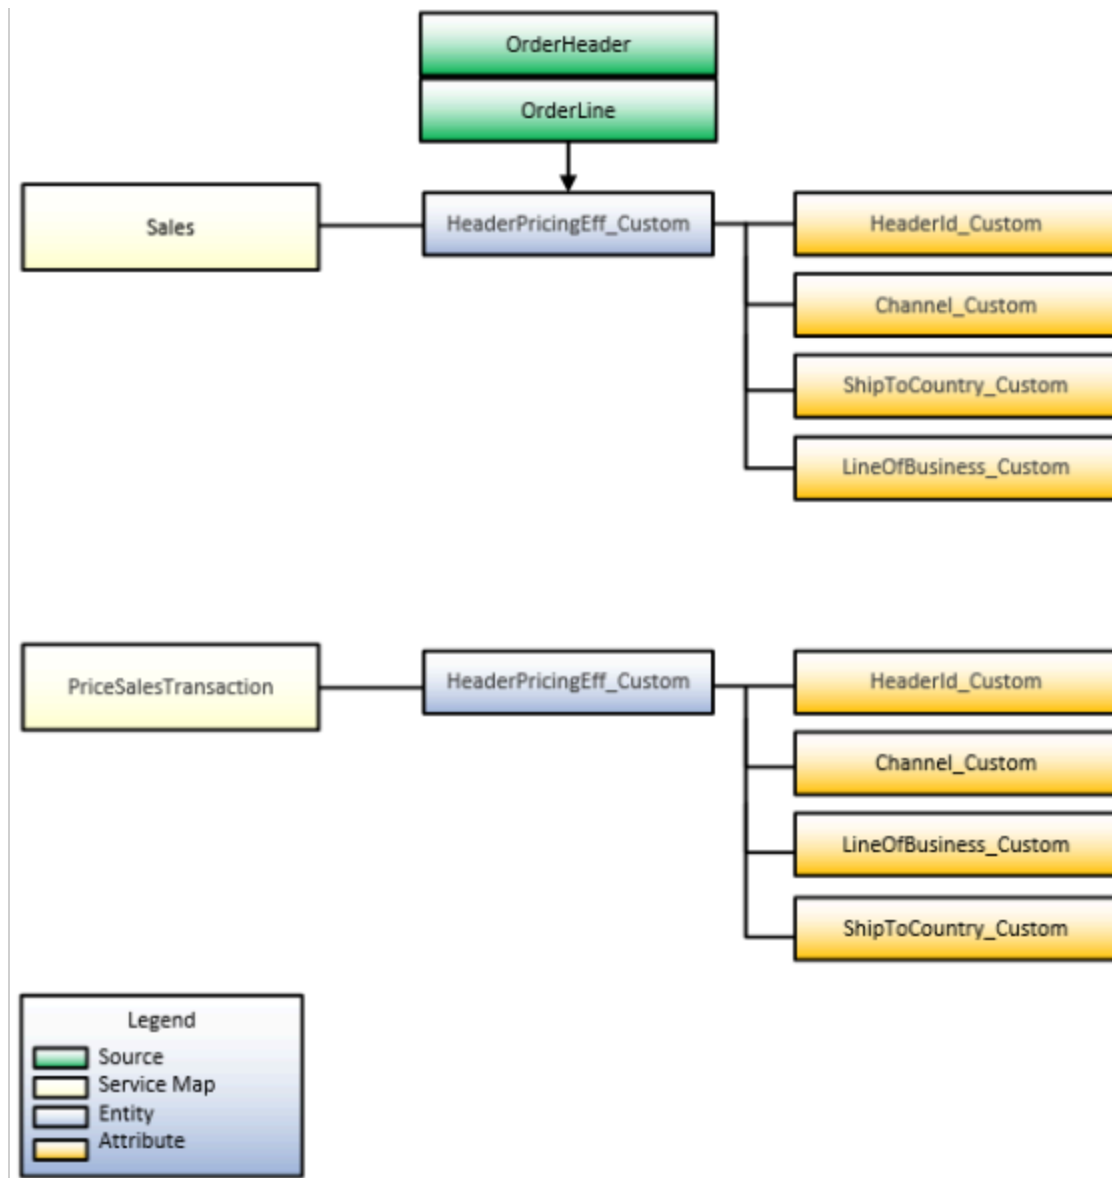 OrderHeader
OrderLine
Sales
HeaderPricingEff_Custom
HeaderId_Custom
Channel_Custom
ShipToCountry_Custom
LineOfBusiness_Custom
PriceSalesTransaction
HeaderPricingEff_Custom
HeaderId_Custom
Channel_Custom
LineOfBusiness_Custom
ShipToCountry_Custom
Legend
Source
Service Map
Entity
Attribute